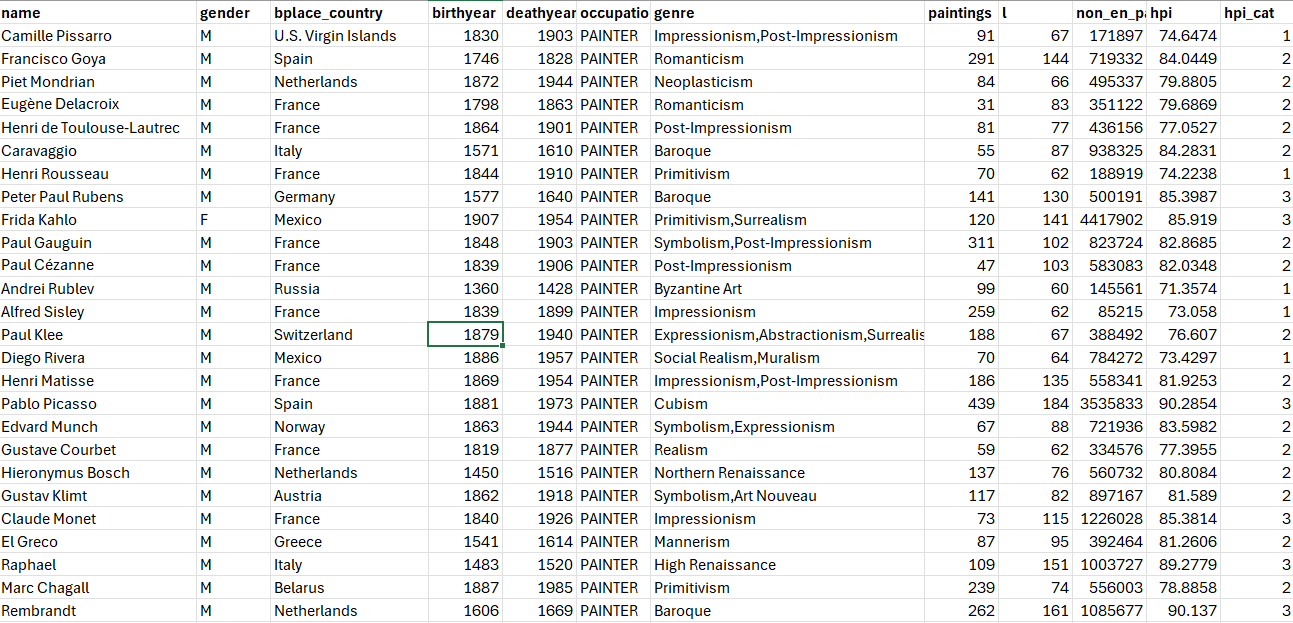 name gender bplace_country birthyear deathyear occupatio genre paintings l non_en_pa hpi hpi_cat
Camille Pissarro M U.S. Virgin Islands 1830 1903 PAINTER Impressionism,Post-Impressionism 91 67 171897 74.6474 1
Francisco Goya M Spain 1746 1828 PAINTER Romanticism 291 144 719332 84.0449 2
Piet Mondrian M Netherlands 1872 1944 PAINTER Neoplasticism 84 66 495337 79.8805 2
Eugène Delacroix M France 1798 1863 PAINTER Romanticism 31 83 351122 79.6869 2
Henri de Toulouse-Lautrec M France 1864 1901 PAINTER Post-Impressionism 81 77 436156 77.0527 2
Caravaggio M Italy 1571 1610 PAINTER Baroque 55 87 938325 84.2831 2
Henri Rousseau M France 1844 1910 PAINTER Primitivism 70 62 188919 74.2238 1
Peter Paul Rubens M Germany 1577 1640 PAINTER Baroque 141 130 500191 85.3987 3
Frida Kahlo F Mexico 1907 1954 PAINTER Primitivism,Surrealism 120 141 4417902 85.919 3
Paul Gauguin M France 1848 1903 PAINTER Symbolism,Post-Impressionism 311 102 823724 82.8685 2
Paul Cézanne M France 1839 1906 PAINTER Post-Impressionism 47 103 583083 82.0348 2
Andrei Rublev M Russia 1360 1428 PAINTER Byzantine Art 99 60 145561 71.3574 1
Alfred Sisley M France 1839 1899 PAINTER Impressionism 259 62 85215 73.058 1
Paul Klee M Switzerland 1879 1940 PAINTER Expressionism,Abstractionism,Surrealis 188 67 388492 76.607 2
Diego Rivera M Mexico 1886 1957 PAINTER Social Realism,Muralism 70 64 784272 73.4297 1
Henri Matisse M France 1869 1954 PAINTER Impressionism,Post-Impressionism 186 135 558341 81.9253 2
Pablo Picasso M Spain 1881 1973 PAINTER Cubism 439 184 3535833 90.2854 3
Edvard Munch M Norway 1863 1944 PAINTER Symbolism,Expressionism 67 88 721936 83.5982 2
Gustave Courbet M France 1819 1877 PAINTER Realism 59 62 334576 77.3955 2
Hieronymus Bosch M Netherlands 1450 1516 PAINTER Northern Renaissance 137 76 560732 80.8084 2
Gustav Klimt M Austria 1862 1918 PAINTER Symbolism,Art Nouveau 117 82 897167 81.589 2
Claude Monet M France 1840 1926 PAINTER Impressionism 73 115 1226028 85.3814 3
El Greco M Greece 1541 1614 PAINTER Mannerism 87 95 392464 81.2606 2
Raphael M Italy 1483 1520 PAINTER High Renaissance 109 151 1003727 89.2779 3
Marc Chagall M Belarus 1887 1985 PAINTER Primitivism 239 74 556003 78.8858 2
Rembrandt M Netherlands 1606 1669 PAINTER Baroque 262 161 1085677 90.137 3